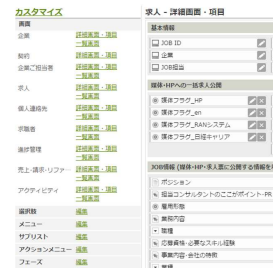 カスタマイズ
画面
企業 詳細画面・項目
一覧画面
契約 詳細画面・項目
一覧画面
企業ご担当者 詳細画面・項目
一覧画面
求人 詳細画面・項目
一覧画面
個人連絡先 詳細画面・項目
一覧画面
求職者 詳細画面・項目
一覧画面
進捗管理 詳細画面・項目
一覧画面
売上・請求・リファ… 詳細画面・項目
一覧画面
アクティビティ 詳細画面・項目
一覧画面
選択肢 編集
メニュー 編集
サブリスト 編集
アクションメニュー 編集
フェーズ 編集
求人 - 詳細画面・項目
基本情報
JOB ID
企業
JOB担当
媒体・HPへの一括求人公開
媒体フラグ_HP
媒体フラグ_en
媒体フラグ_RANシステム
媒体フラグ_日経キャリア
JOB情報 (媒体・HP・求人票に公開する情報を
ポジション
担当コンサルタントのここがポイント・PR
雇用形態
業務内容
職種
応募資格・必要なスキル経験
事業内容・会社の特徴
業種